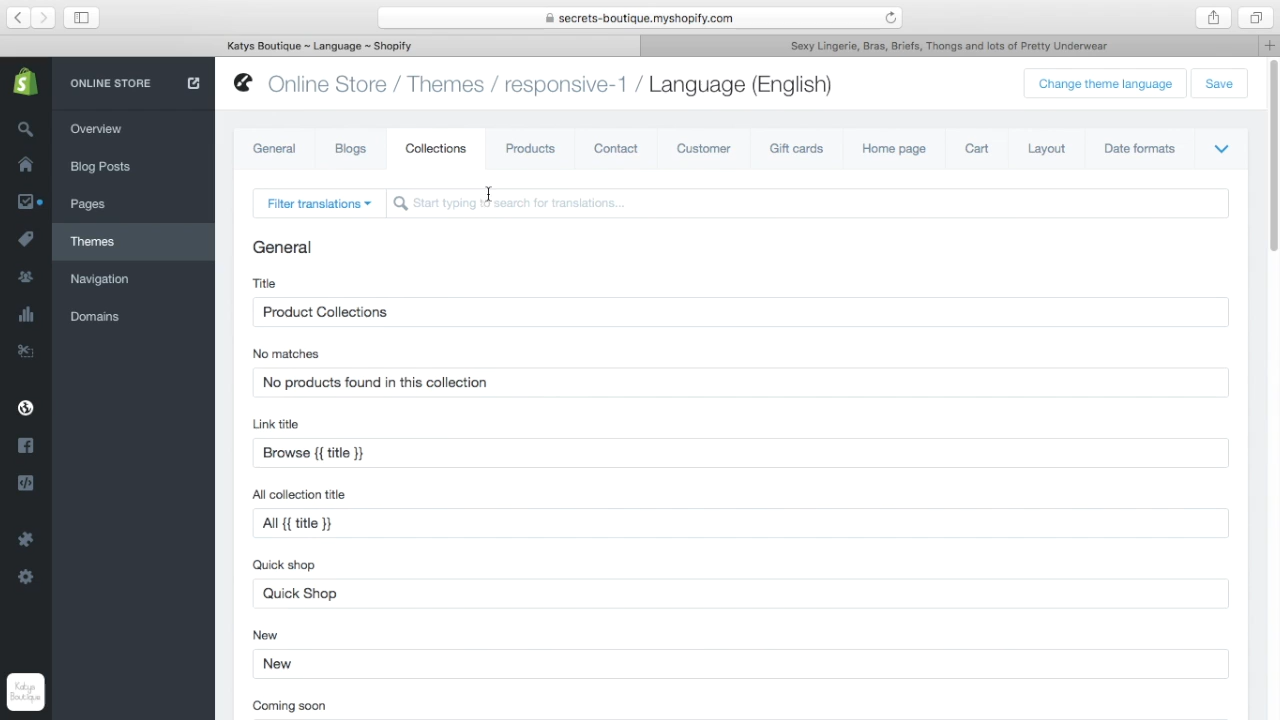 secrets-boutique.myshopify.com
Katys Boutique ~ Language ~ Shopify
Sexy Lingerie, Bras, Briefs, Thongs and lots of Pretty Underwear
ONLINE STORE
Overview
Blog Posts
Pages
Themes
Navigation
Domains
Katys
Boutique
Online Store / Themes / responsive-1 / Language (English)
Change theme language
Save
General
Blogs
Collections
Products
Contact
Customer
Gift cards
Home page
Cart
Layout
Date formats
Filter translations
Start typing to search for translations...
General
Title
Product Collections
No matches
No products found in this collection
Link title
Browse {{ title }}
All collection title
All {{ title }}
Quick shop
Quick Shop
New
New
Coming soon